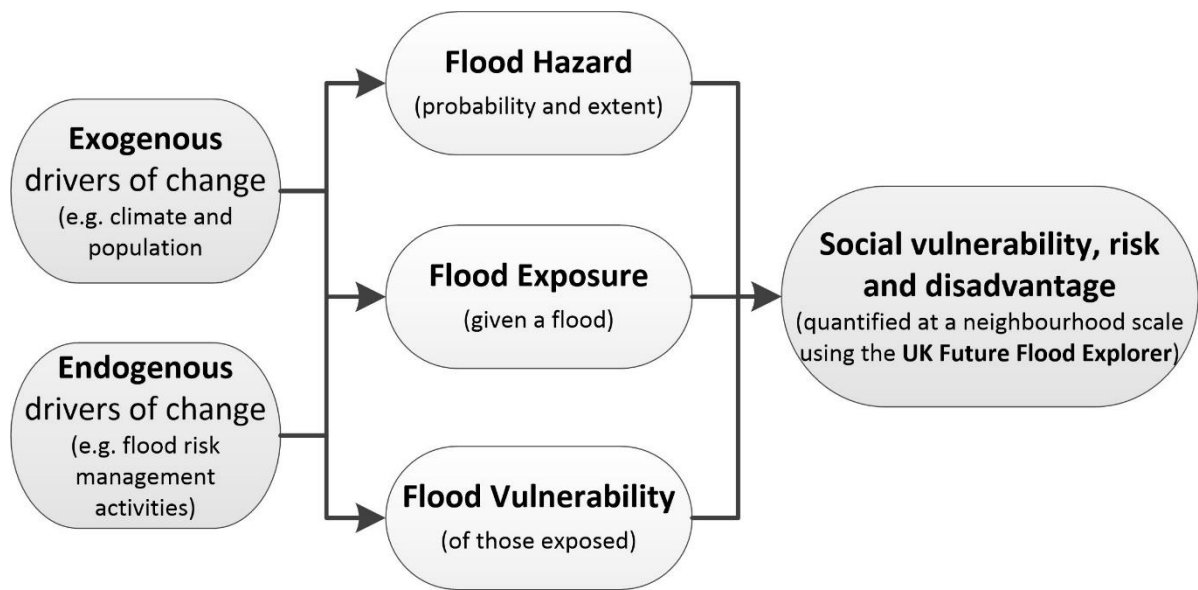 Exogenous
drivers of change
(e.g. climate and
population
Endogenous
drivers of change
(e.g. flood risk
management
activities)
Flood Hazard
(probability and extent)
Flood Exposure
(given a flood)
Flood Vulnerability
(of those exposed)
Social vulnerability, risk
and disadvantage
(quantified at a neighbourhood scale
using the UK Future Flood Explorer)